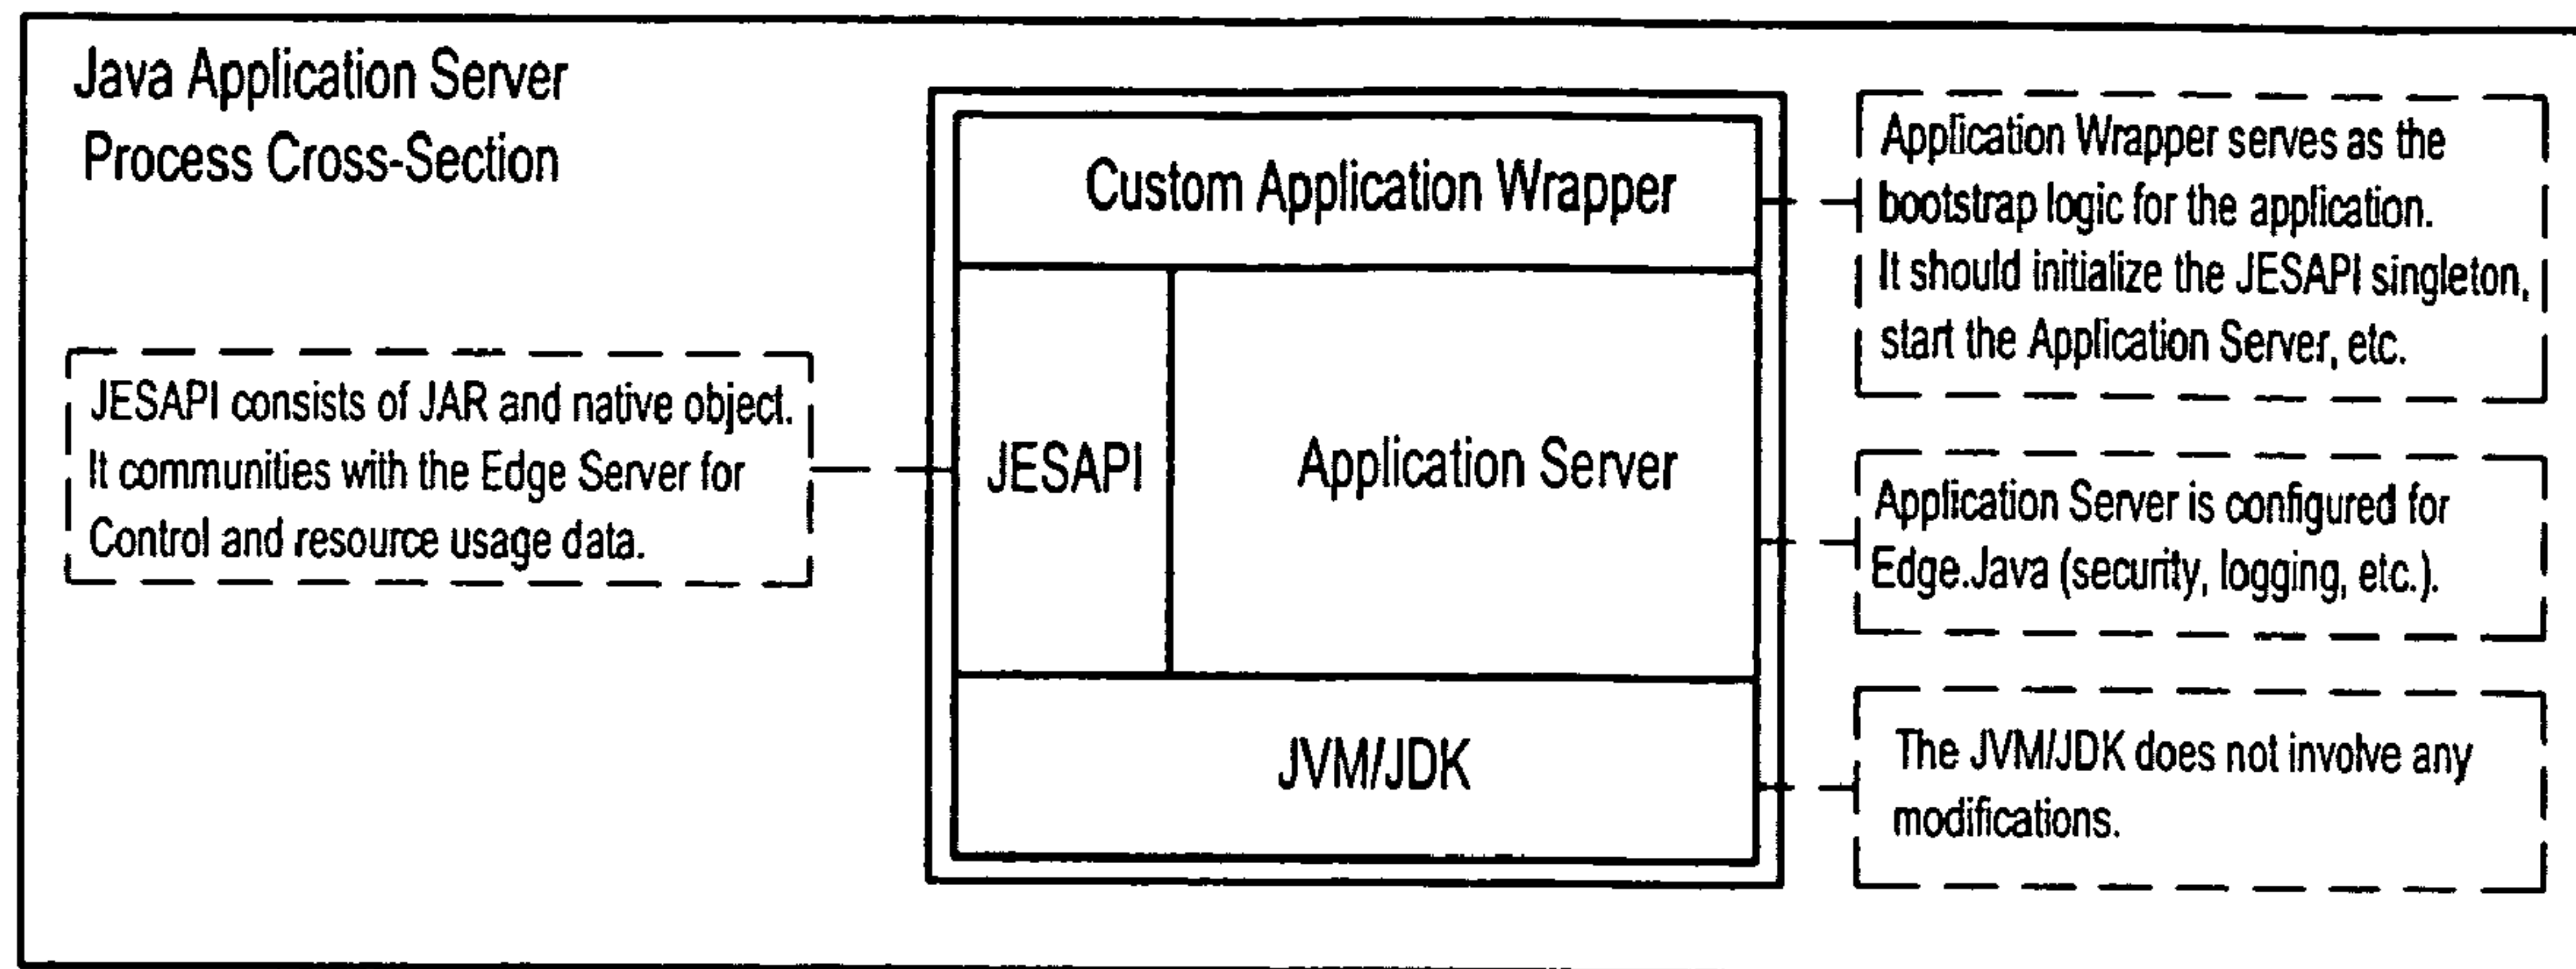 Java Application Server
Process Cross-Section
Custom Application Wrapper
JESAPI
Application Server
JVM/JDK
JESAPI consists of JAR and native object.
It communities with the Edge Server for
Control and resource usage data.
Application Wrapper serves as the
bootstrap logic for the application.
It should initialize the JESAPI singleton,
start the Application Server, etc.
Application Server is configured for
Edge.Java (security, logging, etc.).
The JVM/JDK does not involve any
modifications.